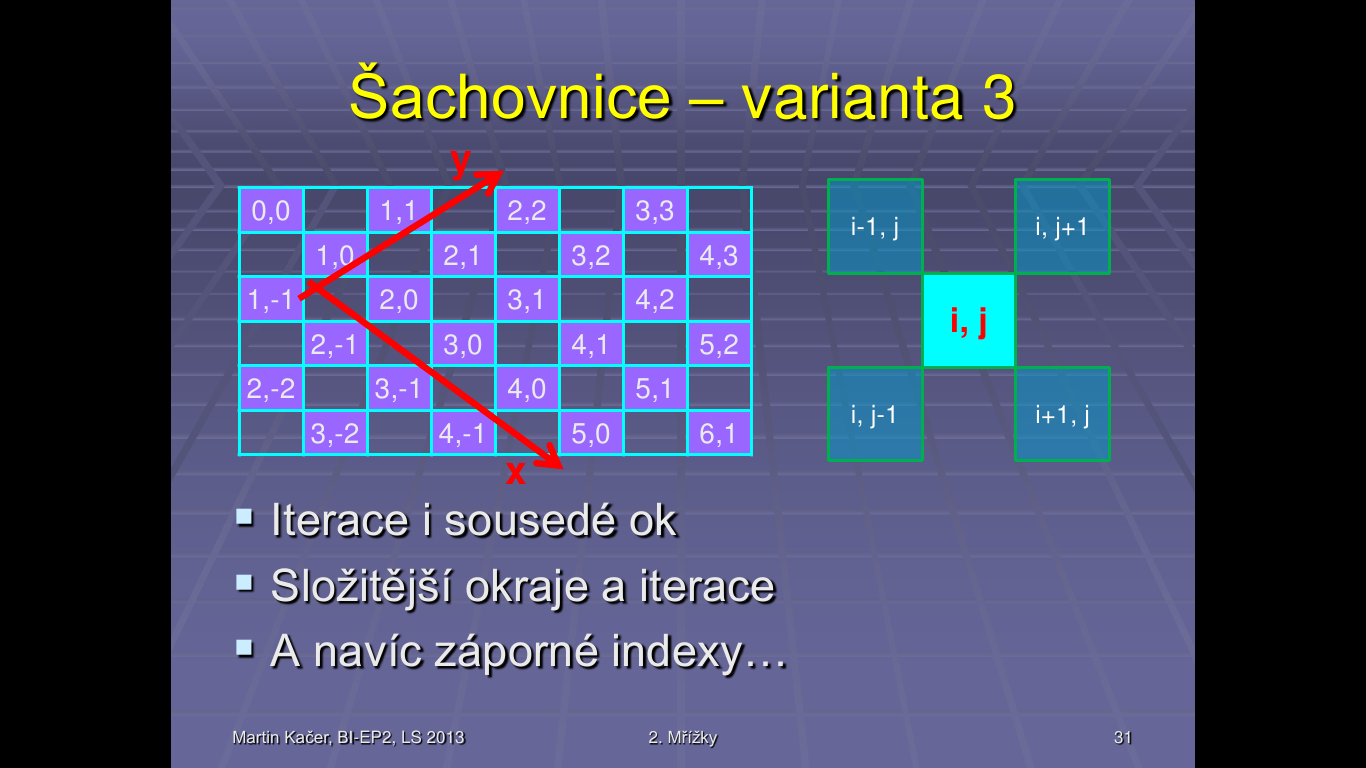 Šachovnice – varianta 3
y
0,0 1,1 2,2 3,3
1,0 2,1 3,2 4,3
1,-1 2,0 3,1 4,2
2,-1 3,0 4,1 5,2
2,-2 3,-1 4,0 5,1
3,-2 4,-1 5,0 6,1
x
i-1, j i, j+1
i, j
i, j-1 i+1, j
Iterace i sousedé ok
Složitější okraje a iterace
A navíc záporné indexy…
Martin Kačer, BI-EP2, LS 2013 2. Mřížky 31